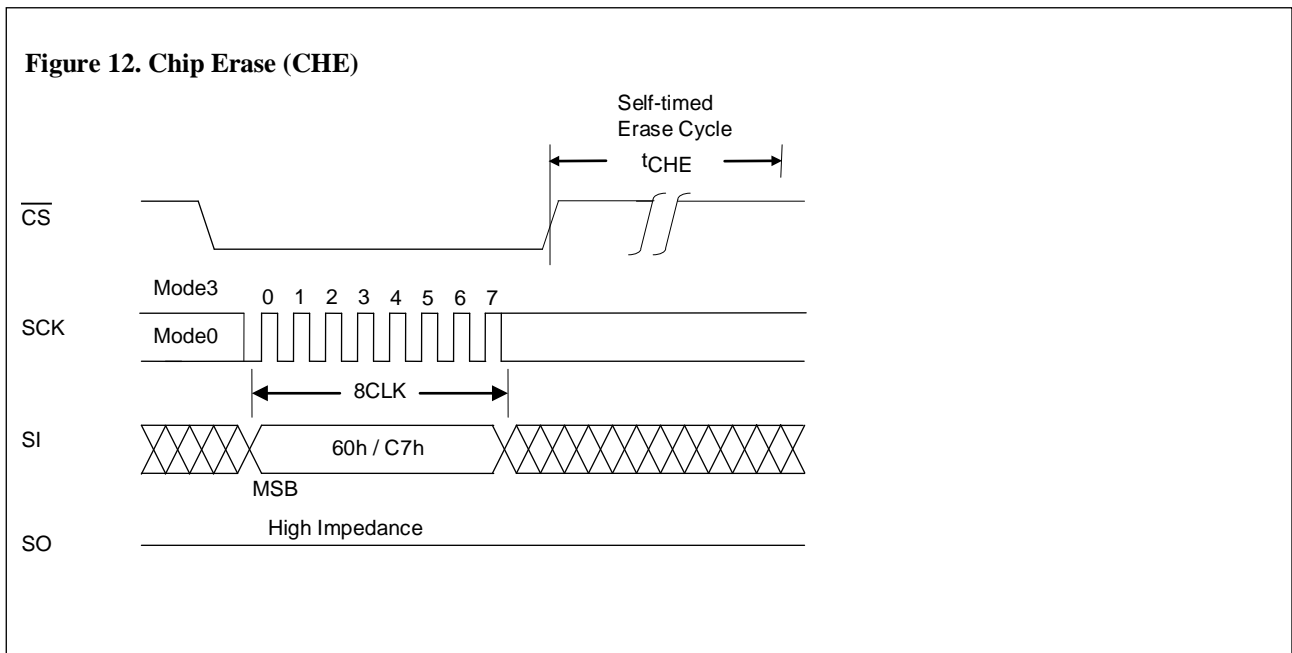 Figure 12. Chip Erase (CHE)
Self-timed
Erase Cycle
tCHE
CS
Mode3
0 1 2 3 4 5 6 7
SCK
Mode0
8CLK
SI
60h / C7h
MSB
High Impedance
SO